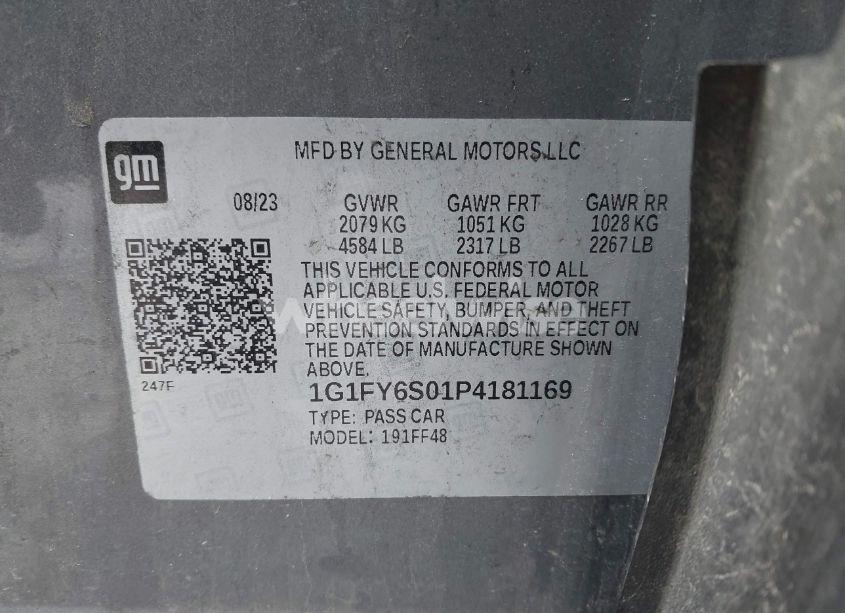 gm
MFD BY GENERAL MOTORS LLC
08/23 GVWR GAWR FRT GAWR RR
2079 KG 1051 KG 1028 KG
4584 LB 2317 LB 2267 LB
THIS VEHICLE CONFORMS TO ALL
APPLICABLE U.S. FEDERAL MOTOR
VEHICLE SAFETY, BUMPER, AND THEFT
PREVENTION STANDARDS IN EFFECT ON
THE DATE OF MANUFACTURE SHOWN
ABOVE.
247F
1G1FY6S01P4181169
TYPE: PASS CAR
MODEL: 191FF48